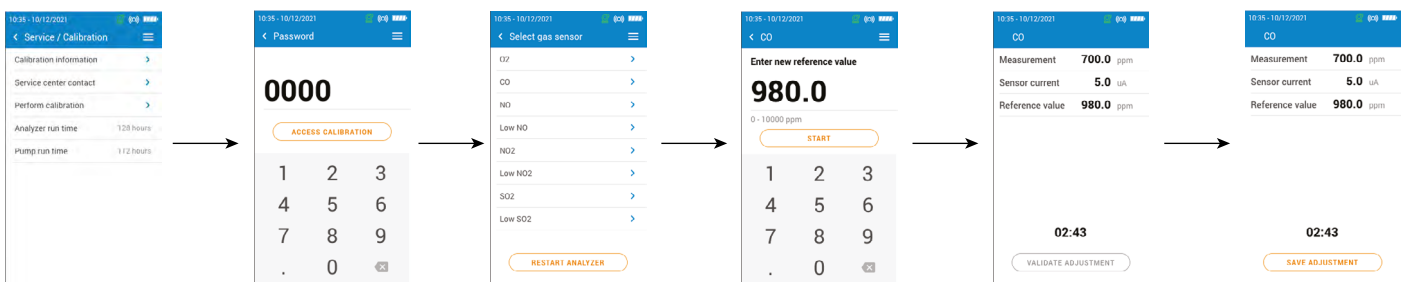 10:35 - 10/12/2021
Service / Calibration
Calibration information
Service center contact
Perform calibration
Analyzer run time 128 hours
Pump run time 112 hours
10:35 - 10/12/2021
Password
0000
ACCESS CALIBRATION
1 2 3
4 5 6
7 8 9
. 0
10:35 - 10/12/2021
Select gas sensor
O2
CO
NO
Low NO
NO2
Low NO2
SO2
Low SO2
RESTART ANALYZER
10:35 - 10/12/2021
CO
Enter new reference value
980.0
0 - 10000 ppm
START
1 2 3
4 5 6
7 8 9
. 0
10:35 - 10/12/2021
CO
Measurement 700.0 ppm
Sensor current 5.0 uA
Reference value 980.0 ppm
02:43
VALIDATE ADJUSTMENT
10:35 - 10/12/2021
CO
Measurement 700.0 ppm
Sensor current 5.0 uA
Reference value 980.0 ppm
02:43
SAVE ADJUSTMENT